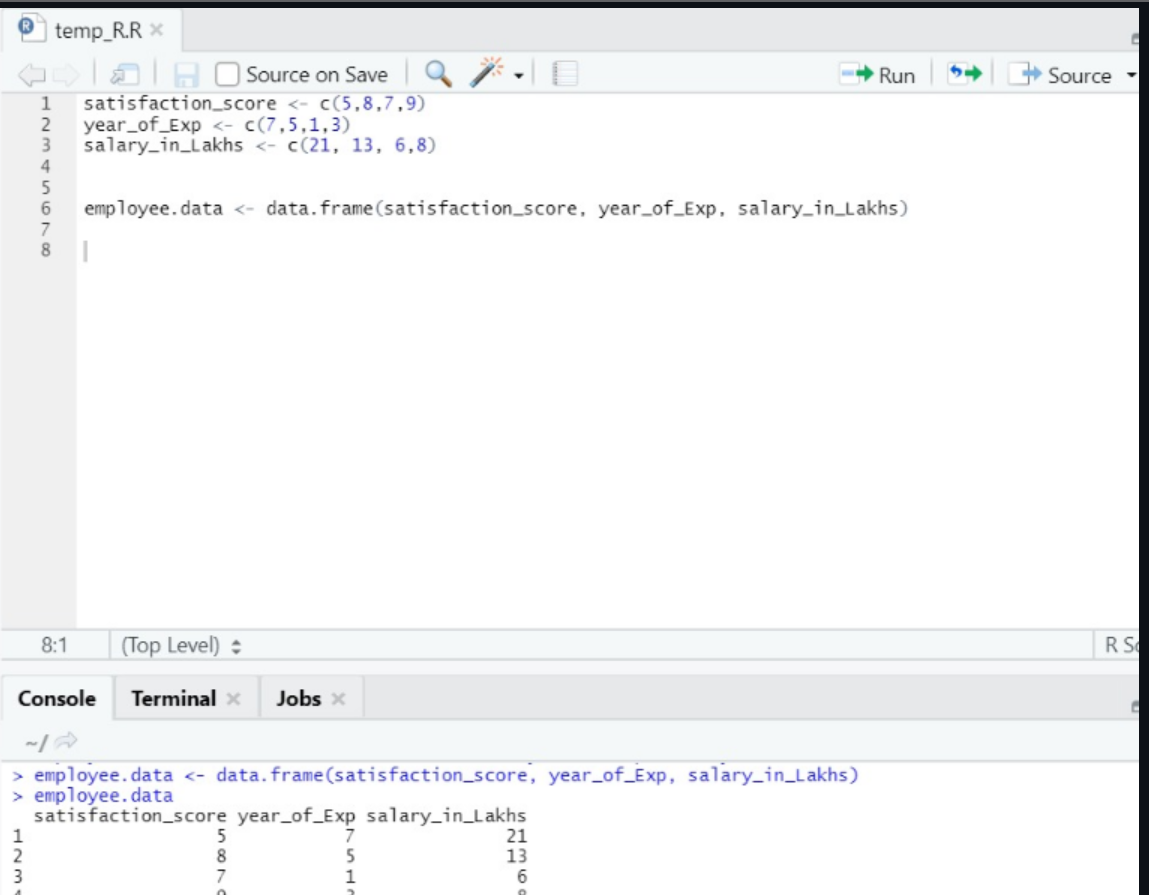 R temp_R.R
Source on Save Run Source
1 satisfaction_score <- c(5,8,7,9)
2 year_of_Exp <- c(7,5,1,3)
3 salary_in_Lakhs <- c(21, 13, 6,8)
4
5
6 employee.data <- data.frame(satisfaction_score, year_of_Exp, salary_in_Lakhs)
7
8
8:1 (Top Level) R Sc
Console Terminal Jobs
~/
> employee.data <- data.frame(satisfaction_score, year_of_Exp, salary_in_Lakhs)
> employee.data
satisfaction_score year_of_Exp salary_in_Lakhs
1 5 7 21
2 8 5 13
3 7 1 6